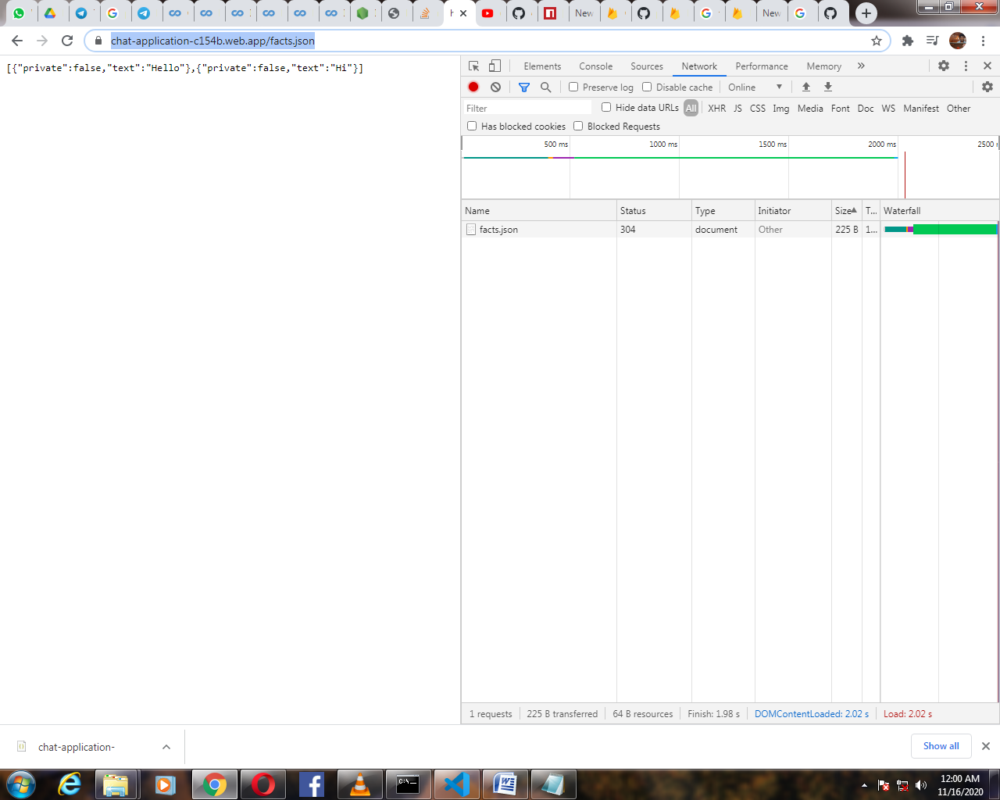 New
New
chat-application-c154b.web.app/facts.json
[{"private":false,"text":"Hello"},{"private":false,"text":"Hi"}]
Elements Console Sources Network Performance Memory
Preserve log Disable cache Online
Filter Hide data URLs All XHR JS CSS Img Media Font Doc WS Manifest Other
Has blocked cookies Blocked Requests
500 ms 1000 ms 1500 ms 2000 ms 2500
Name Status Type Initiator Size T... Waterfall
facts.json 304 document Other 225 B 1...
1 requests 225 B transferred 64 B resources Finish: 1.98 s DOMContentLoaded: 2.02 s Load: 2.02 s
chat-application- Show all
12:00 AM
11/16/2020